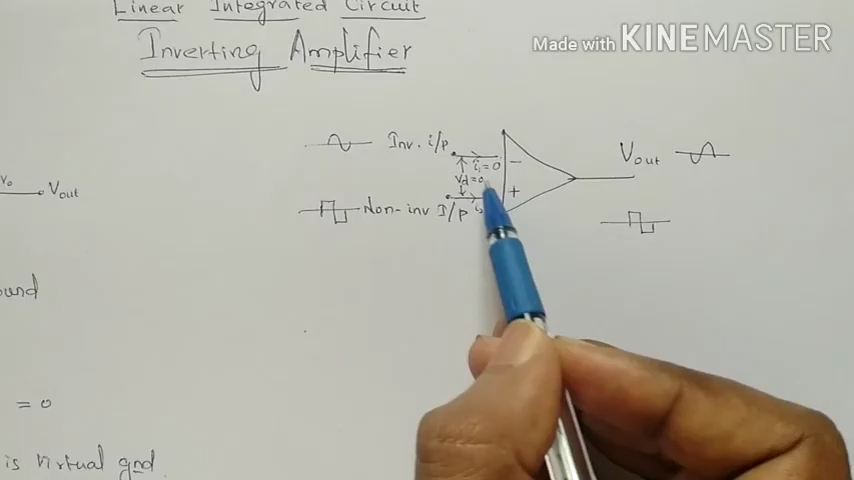 Linear Integrated Circuit
Inverting Amplifier
Made with KINEMASTER
Inv. i/p
i₁=0
Vd=0
Non-inv I/p
−
+
Vout
Vo
Vout
ound
= 0
is virtual gnd